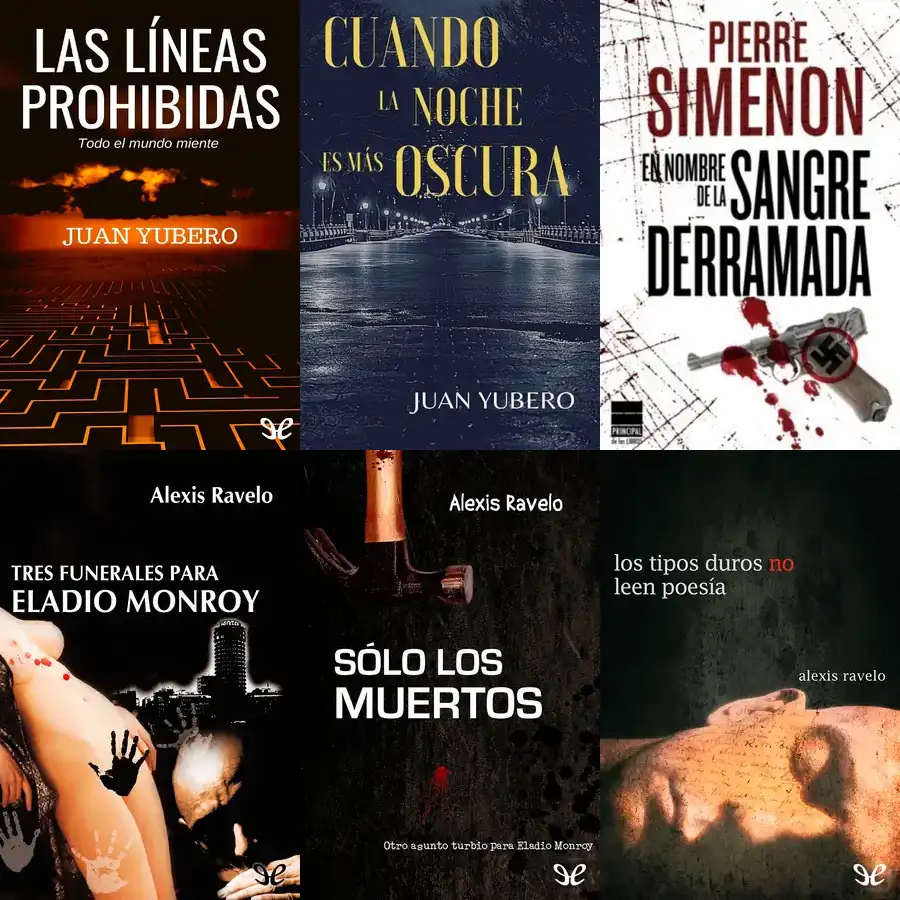 LAS LÍNEAS
PROHIBIDAS
Todo el mundo miente
JUAN YUBERO
CUANDO
LA NOCHE
ES MÁS OSCURA
JUAN YUBERO
PIERRE
SIMENON
EN NOMBRE
DE LA SANGRE
DERRAMADA
PRINCIPAL
de los LIBROS
Alexis Ravelo
TRES FUNERALES PARA
ELADIO MONROY
Alexis Ravelo
SÓLO LOS
MUERTOS
Otro asunto turbio para Eladio Monroy
los tipos duros no
leen poesía
alexis ravelo